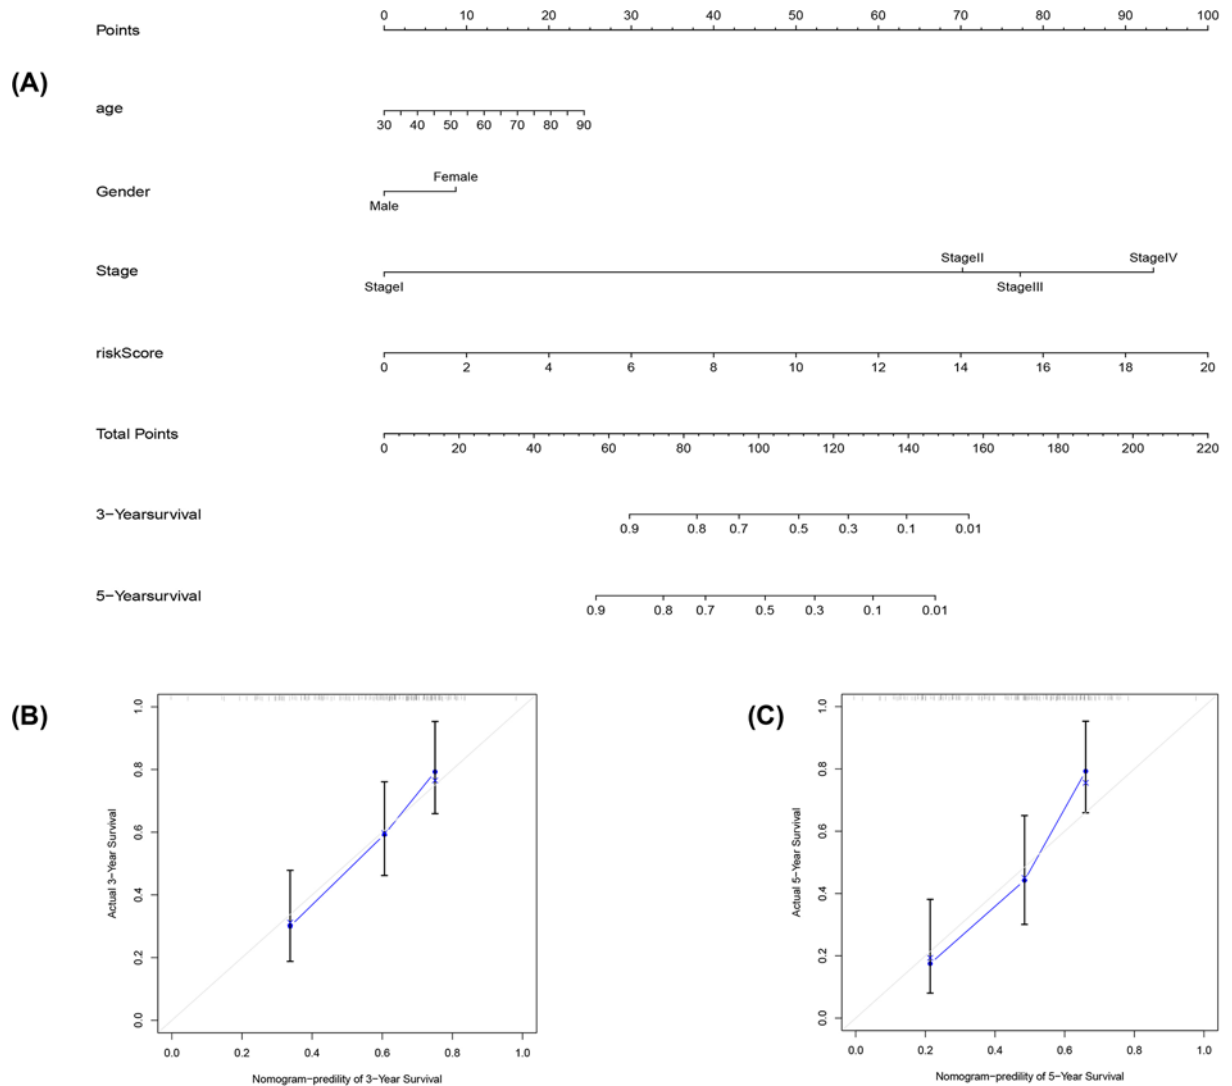 Points
0 10 20 30 40 50 60 70 80 90 100
(A)
age
30 40 50 60 70 80 90
Female
Gender
Male
StageII StageIV
Stage
StageI StageIII
riskScore
0 2 4 6 8 10 12 14 16 18 20
Total Points
0 20 40 60 80 100 120 140 160 180 200 220
3-Yearsurvival
0.9 0.8 0.7 0.5 0.3 0.1 0.01
5-Yearsurvival
0.9 0.8 0.7 0.5 0.3 0.1 0.01
(B)
Actual 3-Year Survival
1.0
0.8
0.6
0.4
0.2
0.0
0.0 0.2 0.4 0.6 0.8 1.0
Nomogram-predility of 3-Year Survival
(C)
Actual 5-Year Survival
1.0
0.8
0.6
0.4
0.2
0.0
0.0 0.2 0.4 0.6 0.8 1.0
Nomogram-predility of 5-Year Survival